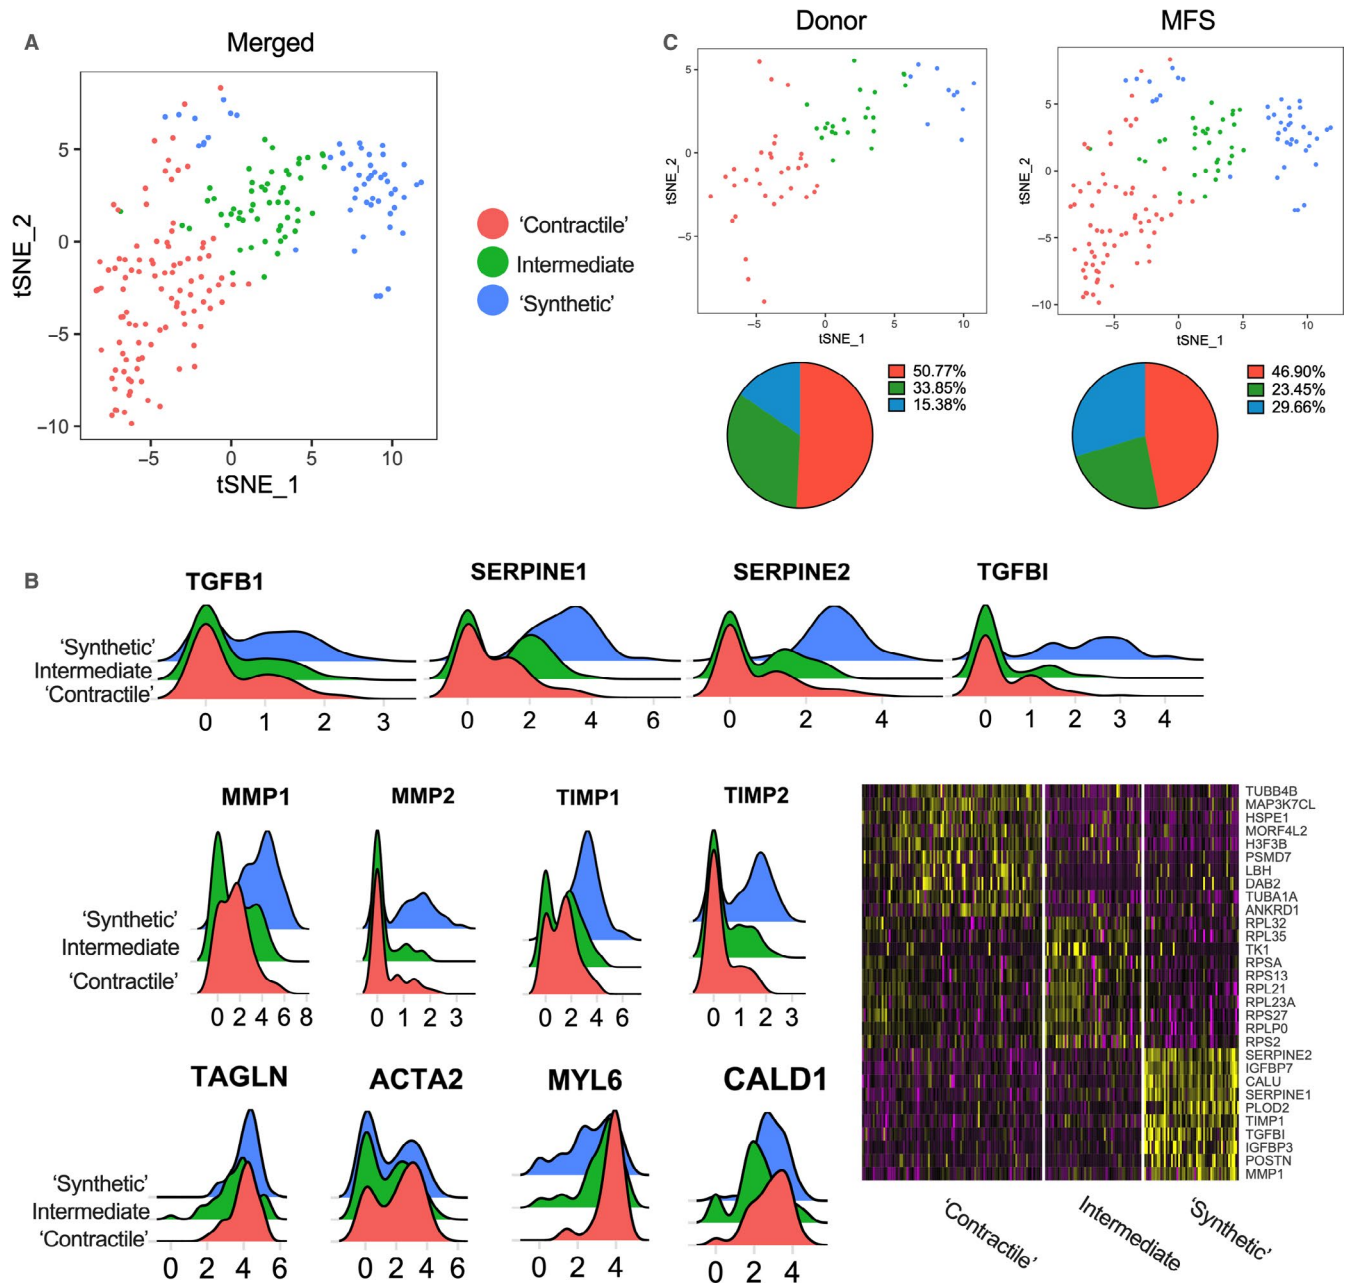 A
Merged
5
0
−5
−10
tSNE_2
−5 0 5 10
tSNE_1
'Contractile'
Intermediate
'Synthetic'
C
Donor
MFS
5
0
−5
tSNE_2
−5 0 5 10
tSNE_1
5
0
−5
−10
tSNE_2
−5 0 5 10
tSNE_1
50.77%
33.85%
15.38%
46.90%
23.45%
29.66%
B
TGFB1
SERPINE1
SERPINE2
TGFBI
'Synthetic'
Intermediate
'Contractile'
0 1 2 3
0 2 4 6
0 2 4
0 1 2 3 4
MMP1
MMP2
TIMP1
TIMP2
'Synthetic'
Intermediate
'Contractile'
0 2 4 6 8
0 1 2 3
0 2 4 6
0 1 2 3
TAGLN
ACTA2
MYL6
CALD1
'Synthetic'
Intermediate
'Contractile'
0 2 4 6
0 2 4 6
0 2 4 6
0 2 4
TUBB4B
MAP3K7CL
HSPE1
MORF4L2
H3F3B
PSMD7
LBH
DAB2
TUBA1A
ANKRD1
RPL32
RPL35
TK1
RPSA
RPS13
RPL21
RPL23A
RPS27
RPLP0
RPS2
SERPINE2
IGFBP7
CALU
SERPINE1
PLOD2
TIMP1
TGFBI
IGFBP3
POSTN
MMP1
'Contractile'
Intermediate
'Synthetic'